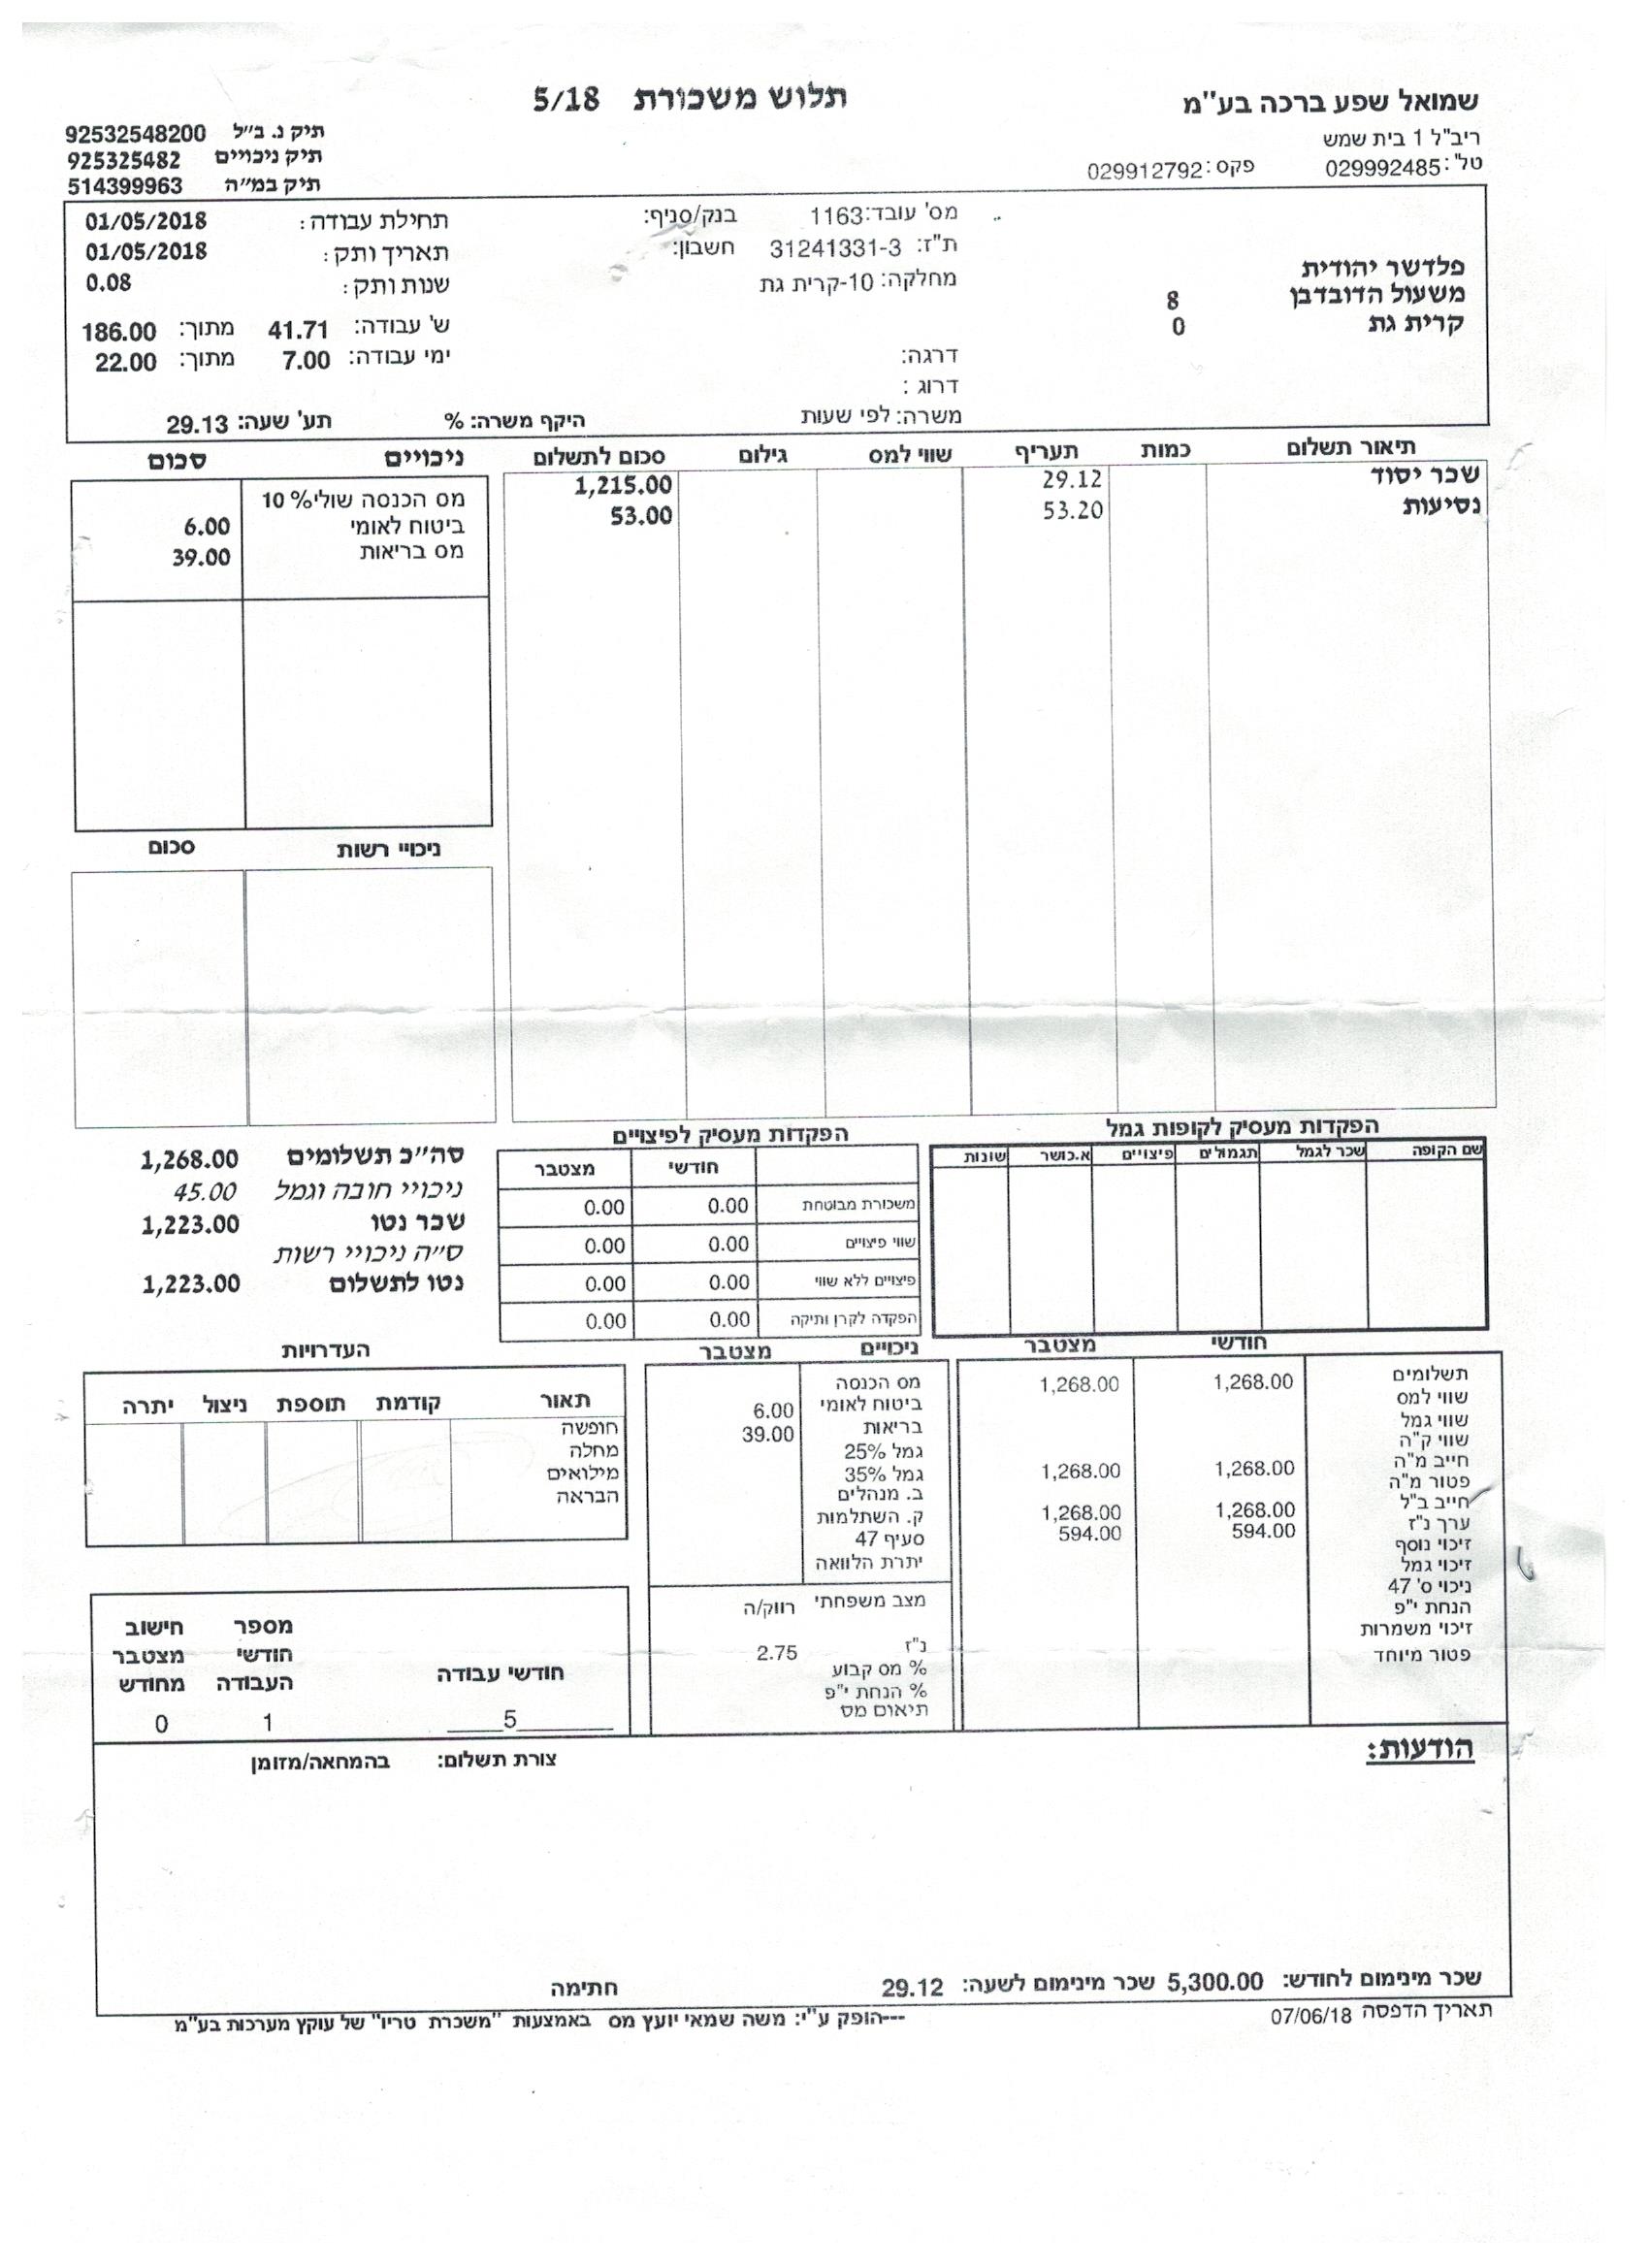 תלוש משכורת 5/18
שמואל שפע ברכה בע"מ
ריב"ל 1 בית שמש
טל': 029992485 פקס: 029912792
תיק נ. ב"ל 92532548200
תיק ניכויים 925325482
תיק במ"ה 514399963
פלדשר יהודית
משעול הדובדבן 8
קרית גת 0
מס' עובד: 1163 בנק/סניף:
ת"ז: 31241331-3 חשבון:
מחלקה: 10-קרית גת
דרגה:
דרוג :
משרה: לפי שעות
היקף משרה: %
תחילת עבודה: 01/05/2018
תאריך ותק: 01/05/2018
שנות ותק: 0.08
ש' עבודה: 41.71 מתוך: 186.00
ימי עבודה: 7.00 מתוך: 22.00
תע' שעה: 29.13
תיאור תשלום כמות תעריף שווי למס גילום סכום לתשלום
שכר יסוד 29.12 1,215.00
נסיעות 53.20 53.00
ניכויים סכום
מס הכנסה שולי% 10
ביטוח לאומי 6.00
מס בריאות 39.00
ניכויי רשות סכום
הפקדות מעסיק לקופות גמל
שם הקופה שכר לגמל תגמולים פיצויים א.כושר שונות
הפקדות מעסיק לפיצויים
חודשי מצטבר
משכורת מבוטחת 0.00 0.00
שווי פיצויים 0.00 0.00
פיצויים ללא שווי 0.00 0.00
הפקדה לקרן ותיקה 0.00 0.00
סה"כ תשלומים 1,268.00
ניכויי חובה וגמל 45.00
שכר נטו 1,223.00
ס"ה ניכויי רשות
נטו לתשלום 1,223.00
חודשי מצטבר
תשלומים 1,268.00 1,268.00
שווי למס
שווי גמל
שווי ק"ה
חייב מ"ה 1,268.00 1,268.00
פטור מ"ה
חייב ב"ל 1,268.00 1,268.00
ערך נ"ז 594.00 594.00
זיכוי נוסף
זיכוי גמל
ניכוי ס' 47
הנחת י"פ
זיכוי משמרות
פטור מיוחד
ניכויים מצטבר
מס הכנסה
ביטוח לאומי 6.00
בריאות 39.00
גמל 25%
גמל 35%
ב. מנהלים
ק. השתלמות
סעיף 47
יתרת הלוואה
מצב משפחתי רווק/ה
נ"ז 2.75
% מס קבוע
% הנחת י"פ
תיאום מס
העדרויות
תאור קודמת תוספת ניצול יתרה
חופשה
מחלה
מילואים
הבראה
חודשי עבודה מספר חודשי העבודה חישוב מצטבר מחודש
5 1 0
הודעות:
צורת תשלום: בהמחאה/מזומן
שכר מינימום לחודש: 5,300.00 שכר מינימום לשעה: 29.12
חתימה
תאריך הדפסה 07/06/18
---הופק ע"י: משה שמאי יועץ מס באמצעות "משכרת טריו" של עוקץ מערכות בע"מ